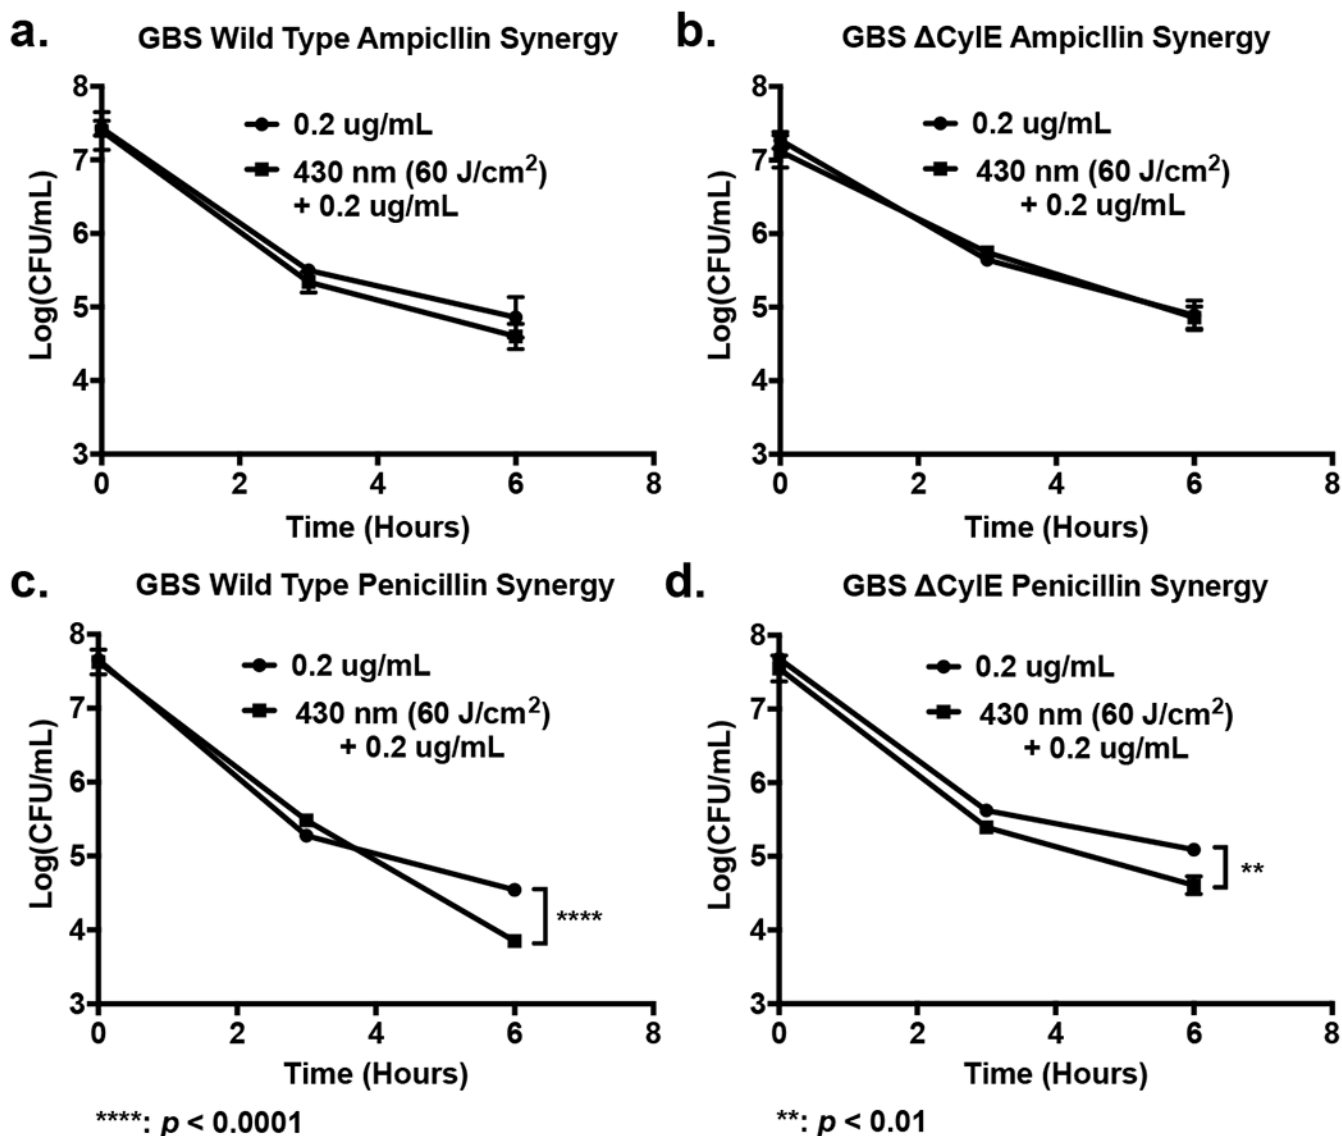 a.
GBS Wild Type Ampicllin Synergy
8
7
6
5
4
3
Log(CFU/mL)
0.2 ug/mL
430 nm (60 J/cm²)
+ 0.2 ug/mL
0 2 4 6 8
Time (Hours)
b.
GBS ΔCylE Ampicllin Synergy
8
7
6
5
4
3
Log(CFU/mL)
0.2 ug/mL
430 nm (60 J/cm²)
+ 0.2 ug/mL
0 2 4 6 8
Time (Hours)
c.
GBS Wild Type Penicillin Synergy
8
7
6
5
4
3
Log(CFU/mL)
0.2 ug/mL
430 nm (60 J/cm²)
+ 0.2 ug/mL
****
0 2 4 6 8
Time (Hours)
****: p < 0.0001
d.
GBS ΔCylE Penicillin Synergy
8
7
6
5
4
3
Log(CFU/mL)
0.2 ug/mL
430 nm (60 J/cm²)
+ 0.2 ug/mL
**
0 2 4 6 8
Time (Hours)
**: p < 0.01